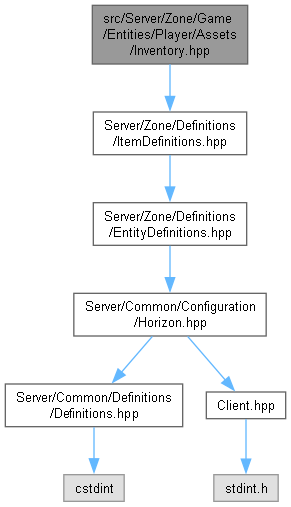 src/Server/Zone/Game
/Entities/Player/Assets
/Inventory.hpp
Server/Zone/Definitions
/ItemDefinitions.hpp
Server/Zone/Definitions
/EntityDefinitions.hpp
Server/Common/Configuration
/Horizon.hpp
Server/Common/Definitions
/Definitions.hpp
Client.hpp
cstdint
stdint.h